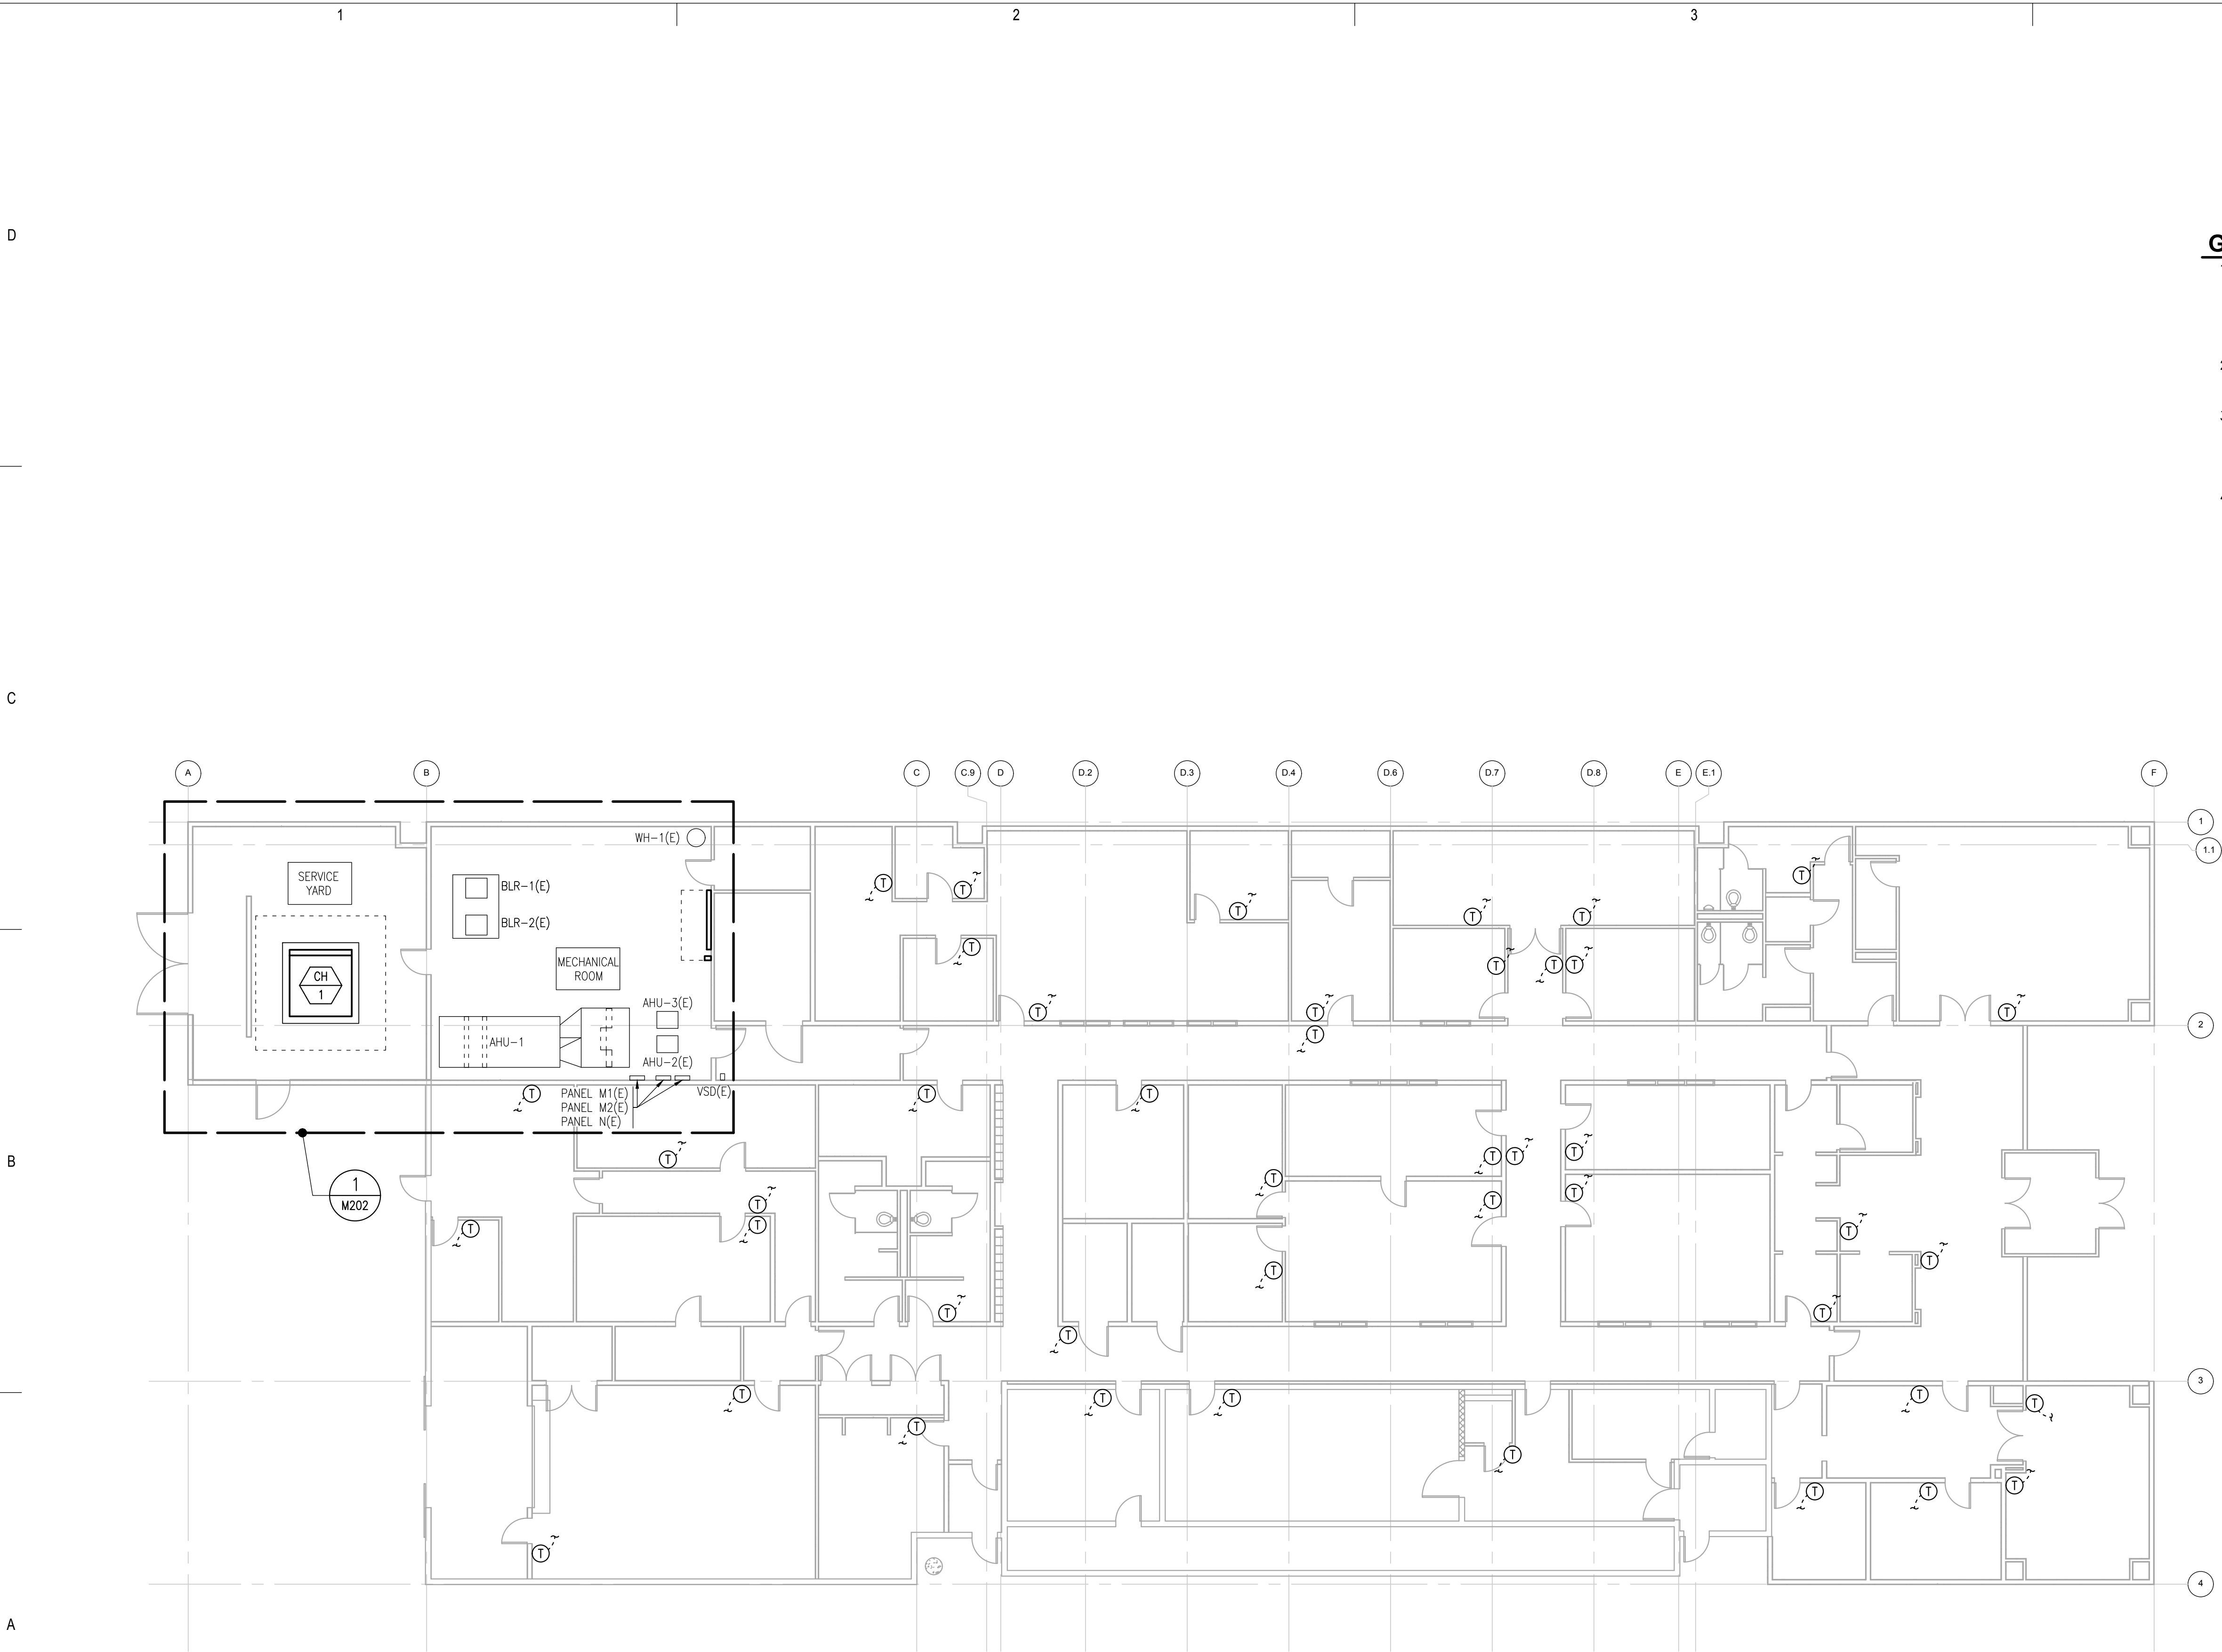 1
2
3
D
G
C
A
B
C
C.9
D
D.2
D.3
D.4
D.6
D.7
D.8
E
E.1
F
1
1.1
WH-1(E)
SERVICE
YARD
BLR-1(E)
BLR-2(E)
T
T
T
T
T
T
T
MECHANICAL
ROOM
T
T
T
CH
1
AHU-3(E)
T
T
T
2
T
AHU-1
AHU-2(E)
VSD(E)
PANEL M1(E)
PANEL M2(E)
PANEL N(E)
T
T
T
B
T
T
T
T
T
1
M202
T
T
T
T
T
T
T
T
T
T
T
T
T
3
T
T
T
T
T
T
T
T
T
T
T
4
A